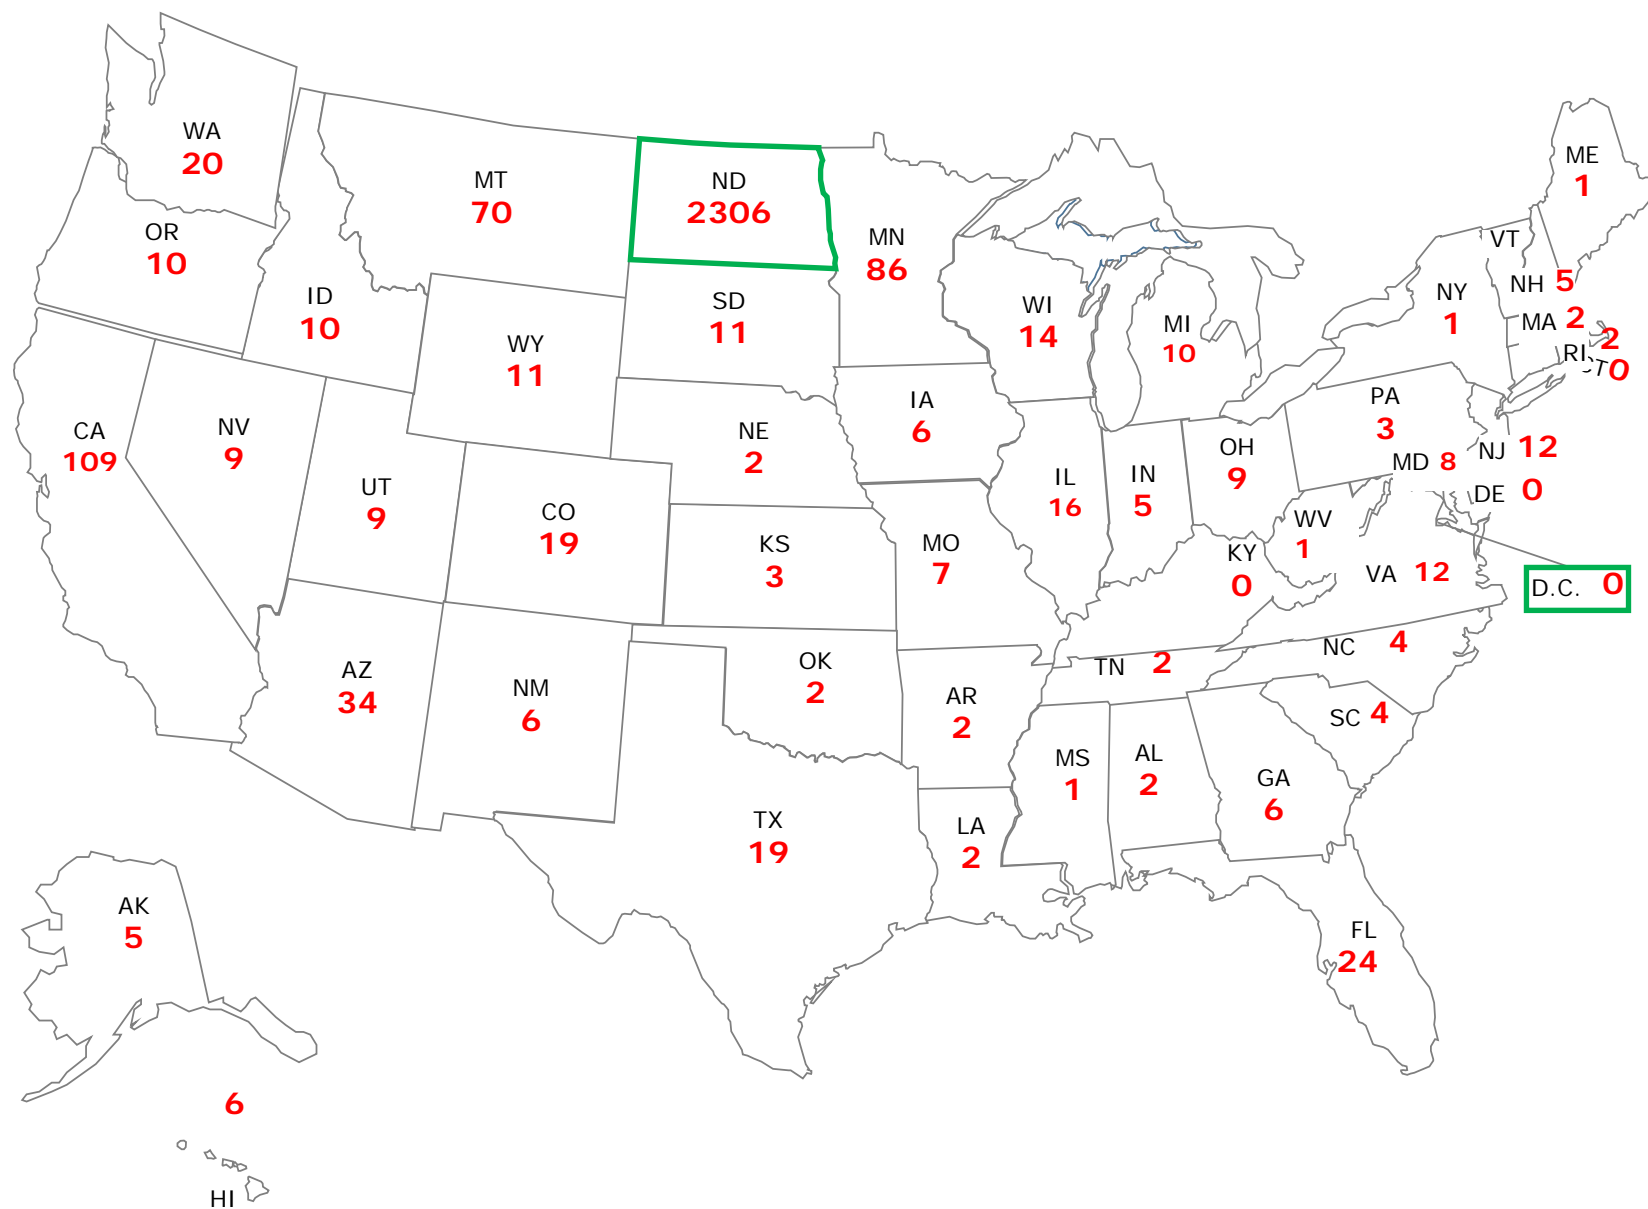 WA
20
OR
10
CA
109
NV
9
ID
10
MT
70
WY
11
UT
9
CO
19
AZ
34
NM
6
ND
2306
SD
11
NE
2
KS
3
OK
2
TX
19
MN
86
IA
6
MO
7
AR
2
LA
2
WI
14
IL
16
MI
10
IN
5
OH
9
KY
0
TN 2
MS
1
AL
2
GA
6
FL
24
SC 4
NC 4
VA 12
WV
1
D.C. 0
MD 8
DE 0
NJ 12
PA
3
NY
1
VT
NH 5
MA 2
RI 2
CT 0
ME
1
AK
5
6
HI